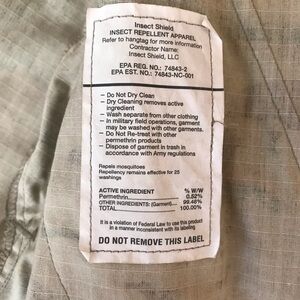 Insect Shield
INSECT REPELLENT APPAREL
Refer to hangtag for more information
Contractor Name:
Insect Shield, LLC
EPA REG. NO.: 74843-2
EPA EST. NO.: 74843-NC-001
– Do Not Dry Clean
– Dry Cleaning removes active
ingredient
– Wash separate from other clothing
– In military field operations, garment
may be washed with other garments.
– Do Not Re-treat with other
permethrin products
– Dispose of garment in trash in
accordance with Army regulations
Repels mosquitoes
Repellency remains effective for 25
washings
ACTIVE INGREDIENT % W/W
Permethrin 0.52%
OTHER INGREDIENTS: (Garment) 99.48%
TOTAL 100.00%
It is a violation of Federal Law to use this product
in a manner inconsistent with its labeling
DO NOT REMOVE THIS LABEL